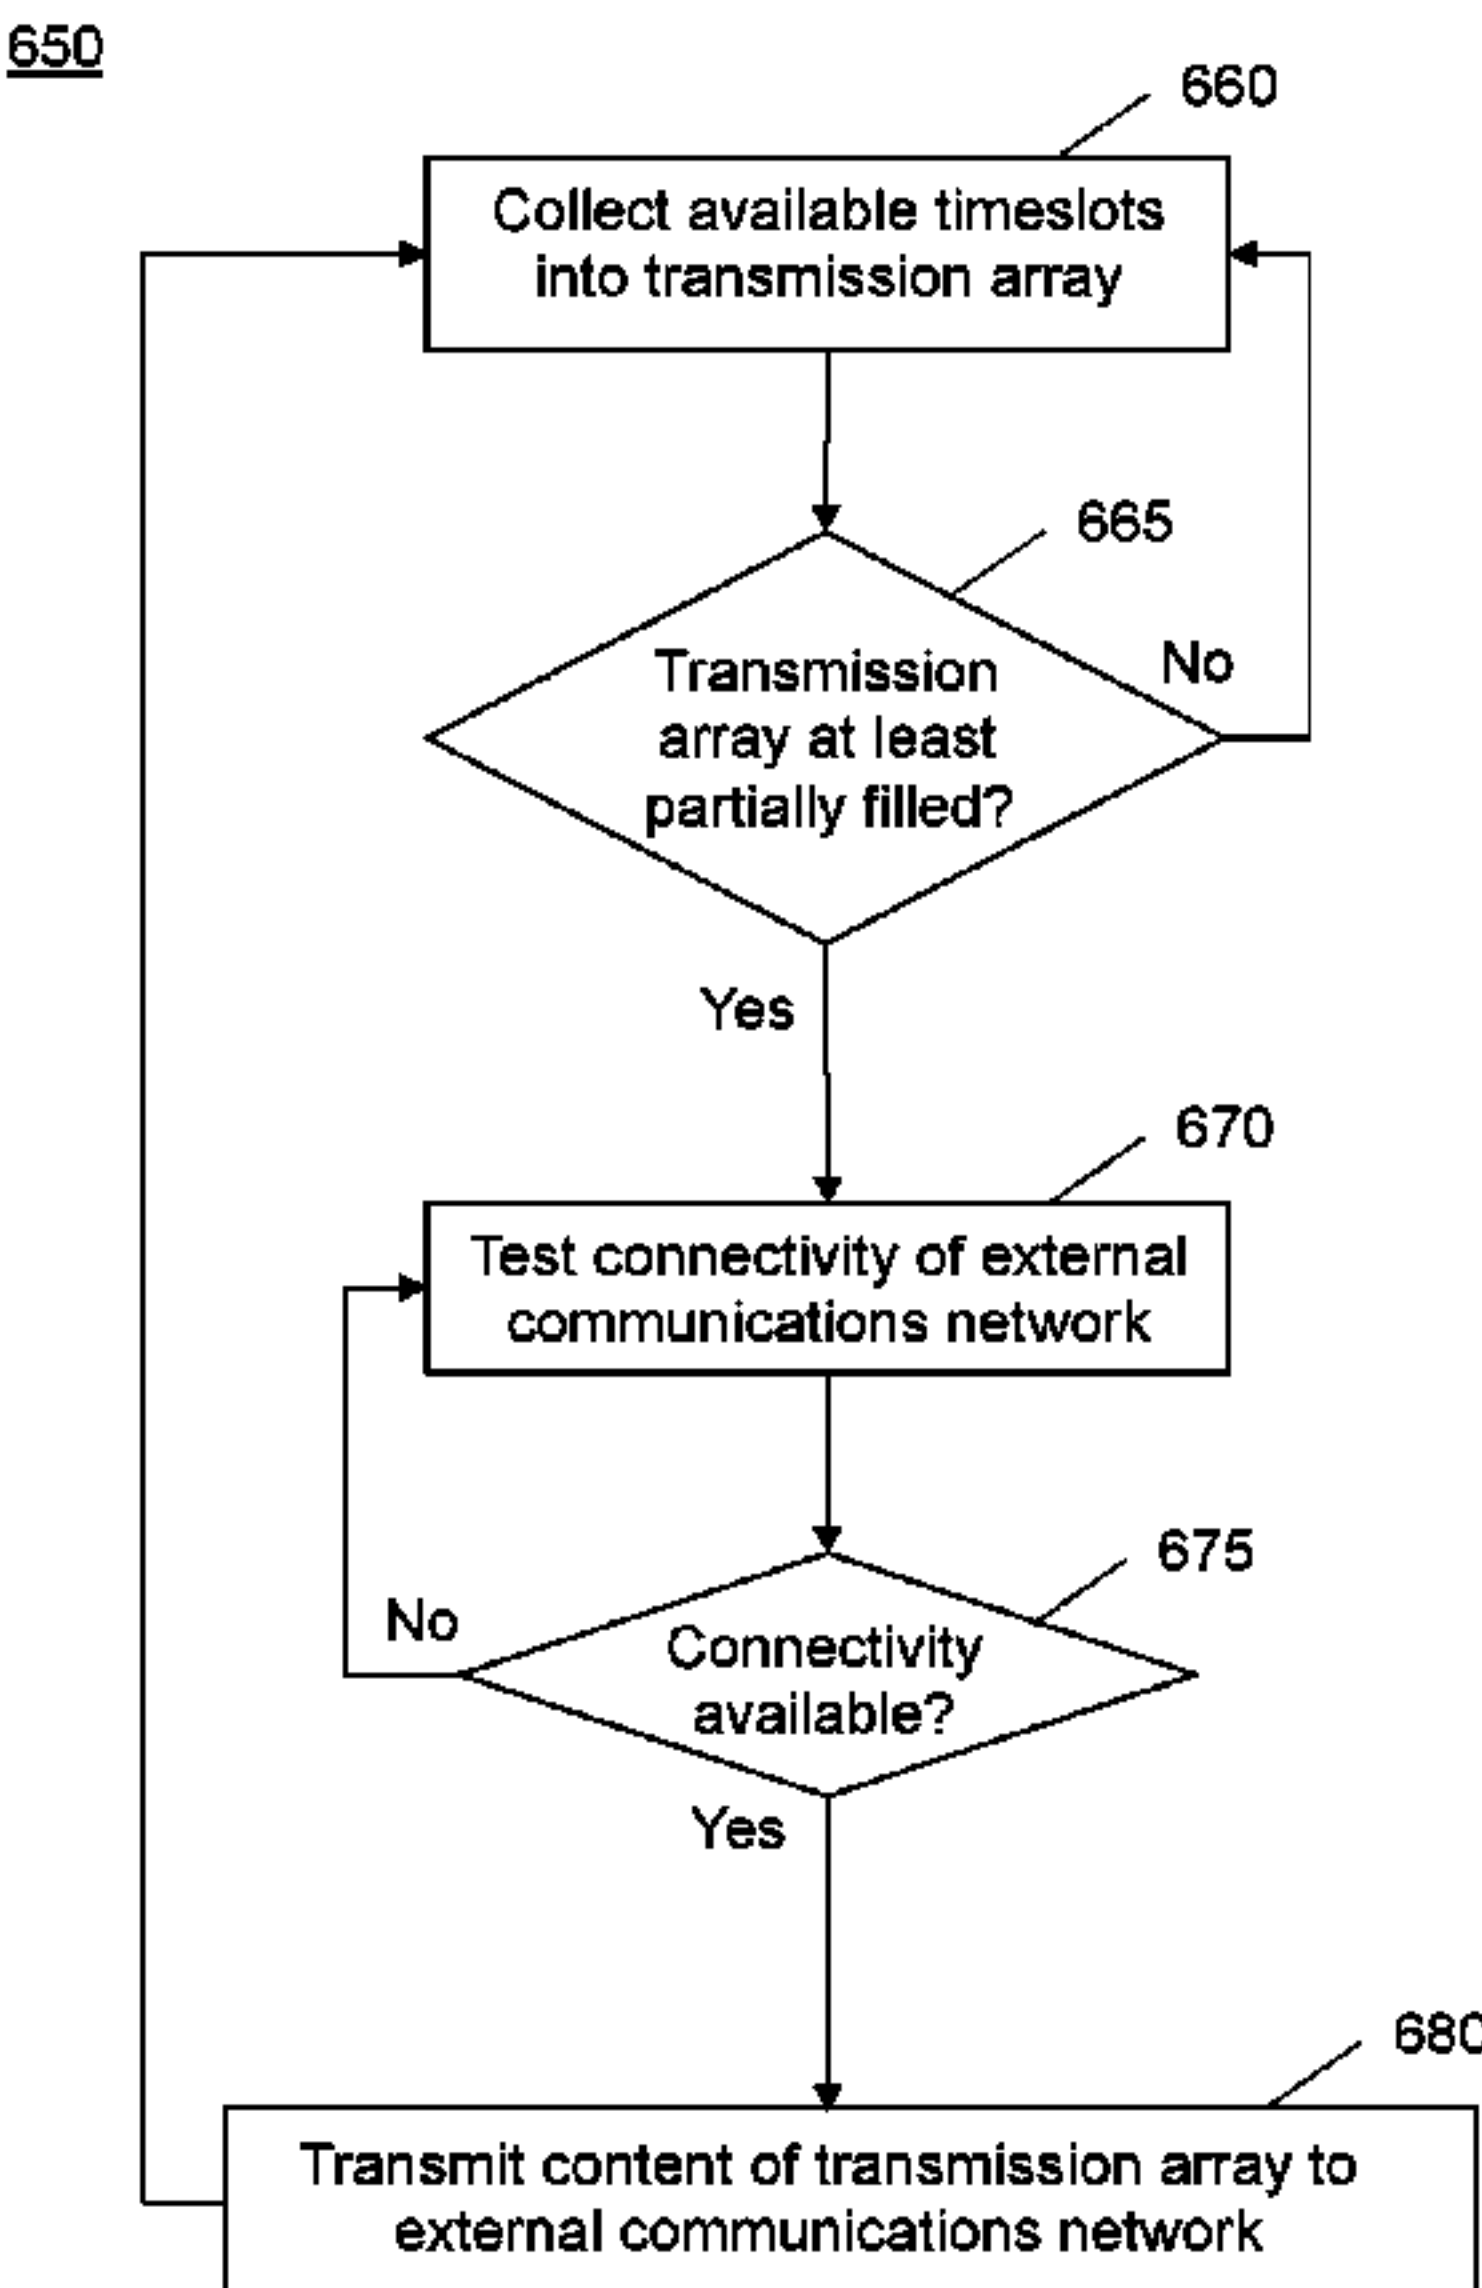 650
660
Collect available timeslots
into transmission array
665
Transmission
array at least
partially filled?
No
Yes
670
Test connectivity of external
communications network
675
Connectivity
available?
No
Yes
680
Transmit content of transmission array to
external communications network